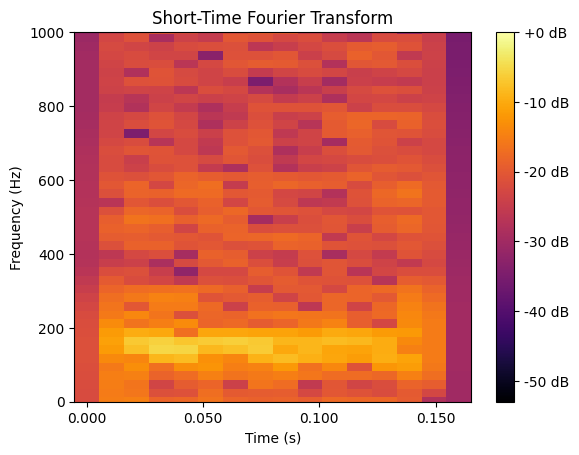 Short-Time Fourier Transform
1000
800
600
400
200
0
Frequency (Hz)
0.000
0.050
0.100
0.150
Time (s)
+0 dB
-10 dB
-20 dB
-30 dB
-40 dB
-50 dB